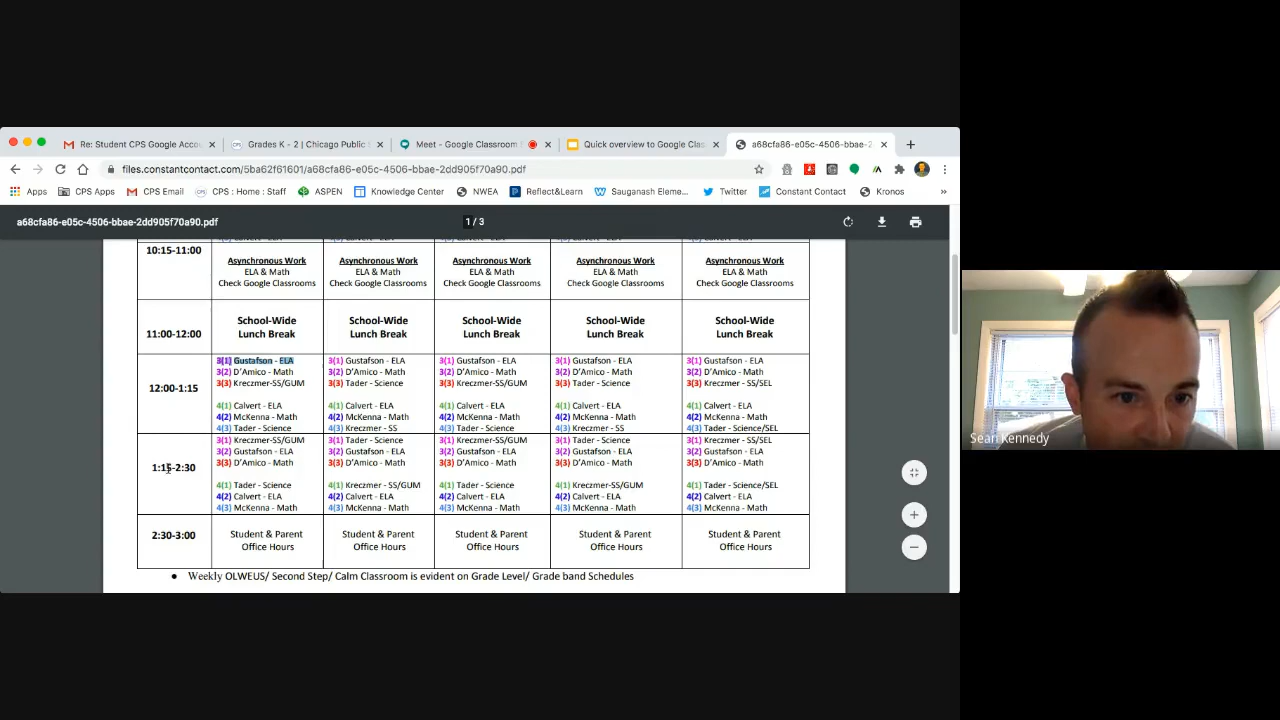 Re: Student CPS Google Accou
Grades K - 2 | Chicago Public
Meet - Google Classroom
Quick overview to Google Clas
a68cfa86-e05c-4506-bbae-2
files.constantcontact.com/5ba62f61601/a68cfa86-e05c-4506-bbae-2dd905f70a90.pdf
Apps CPS Apps CPS Email CPS : Home : Staff ASPEN Knowledge Center NWEA Reflect&Learn Sauganash Eleme... Twitter Constant Contact Kronos
a68cfa86-e05c-4506-bbae-2dd905f70a90.pdf 1 / 3
10:15-11:00
Asynchronous Work Asynchronous Work Asynchronous Work Asynchronous Work Asynchronous Work
ELA & Math ELA & Math ELA & Math ELA & Math ELA & Math
Check Google Classrooms Check Google Classrooms Check Google Classrooms Check Google Classrooms Check Google Classrooms
11:00-12:00
School-Wide School-Wide School-Wide School-Wide School-Wide
Lunch Break Lunch Break Lunch Break Lunch Break Lunch Break
12:00-1:15
3(1) Gustafson - ELA 3(1) Gustafson - ELA 3(1) Gustafson - ELA 3(1) Gustafson - ELA 3(1) Gustafson - ELA
3(2) D'Amico - Math 3(2) D'Amico - Math 3(2) D'Amico - Math 3(2) D'Amico - Math 3(2) D'Amico - Math
3(3) Kreczmer-SS/GUM 3(3) Tader - Science 3(3) Kreczmer-SS/GUM 3(3) Tader - Science 3(3) Kreczmer - SS/SEL
4(1) Calvert - ELA 4(1) Calvert - ELA 4(1) Calvert - ELA 4(1) Calvert - ELA 4(1) Calvert - ELA
4(2) McKenna - Math 4(2) McKenna - Math 4(2) McKenna - Math 4(2) McKenna - Math 4(2) McKenna - Math
4(3) Tader - Science 4(3) Kreczmer - SS 4(3) Tader - Science 4(3) Kreczmer - SS 4(3) Tader - Science/SEL
1:15-2:30
3(1) Kreczmer-SS/GUM 3(1) Tader - Science 3(1) Kreczmer-SS/GUM 3(1) Tader - Science 3(1) Kreczmer - SS/SEL
3(2) Gustafson - ELA 3(2) Gustafson - ELA 3(2) Gustafson - ELA 3(2) Gustafson - ELA 3(2) Gustafson - ELA
3(3) D'Amico - Math 3(3) D'Amico - Math 3(3) D'Amico - Math 3(3) D'Amico - Math 3(3) D'Amico - Math
4(1) Tader - Science 4(1) Kreczmer - SS/GUM 4(1) Tader - Science 4(1) Kreczmer-SS/GUM 4(1) Tader - Science/SEL
4(2) Calvert - ELA 4(2) Calvert - ELA 4(2) Calvert - ELA 4(2) Calvert - ELA 4(2) Calvert - ELA
4(3) McKenna - Math 4(3) McKenna - Math 4(3) McKenna - Math 4(3) McKenna - Math 4(3) McKenna - Math
2:30-3:00
Student & Parent Student & Parent Student & Parent Student & Parent Student & Parent
Office Hours Office Hours Office Hours Office Hours Office Hours
• Weekly OLWEUS/ Second Step/ Calm Classroom is evident on Grade Level/ Grade band Schedules
Sean Kennedy